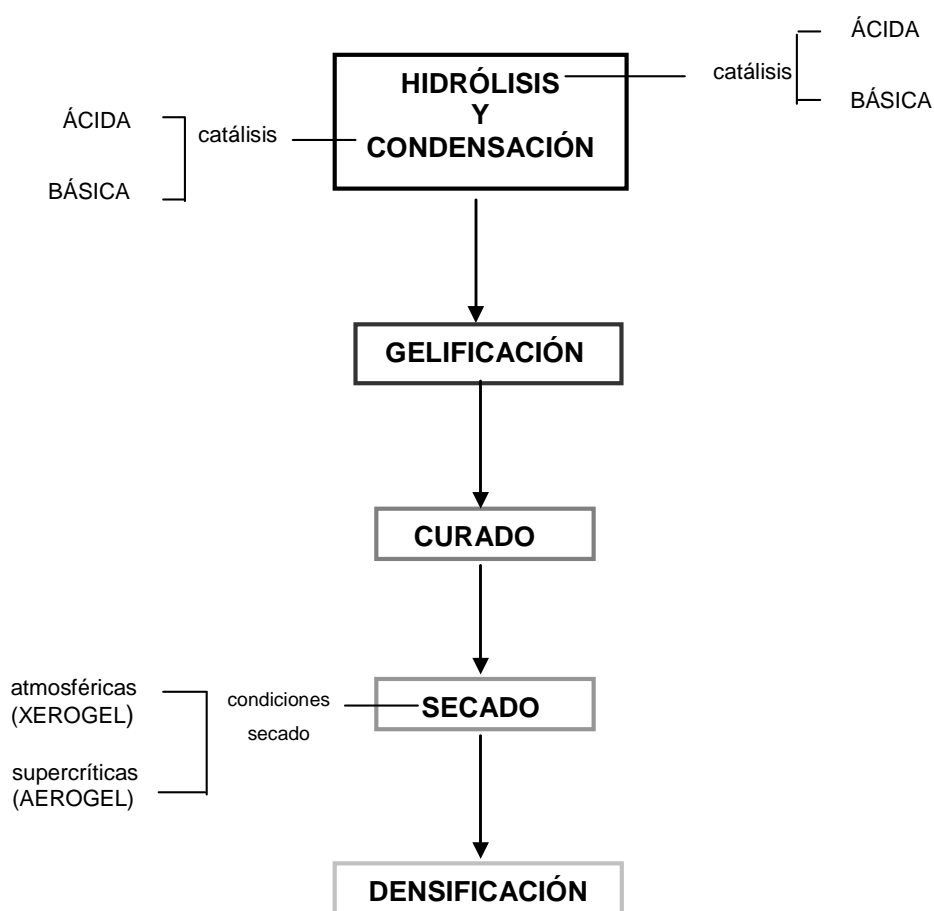 ÁCIDA
catálisis
BÁSICA
HIDRÓLISIS
Y
CONDENSACIÓN
ÁCIDA
catálisis
BÁSICA
GELIFICACIÓN
CURADO
SECADO
condiciones
secado
atmosféricas
(XEROGEL)
supercríticas
(AEROGEL)
DENSIFICACIÓN